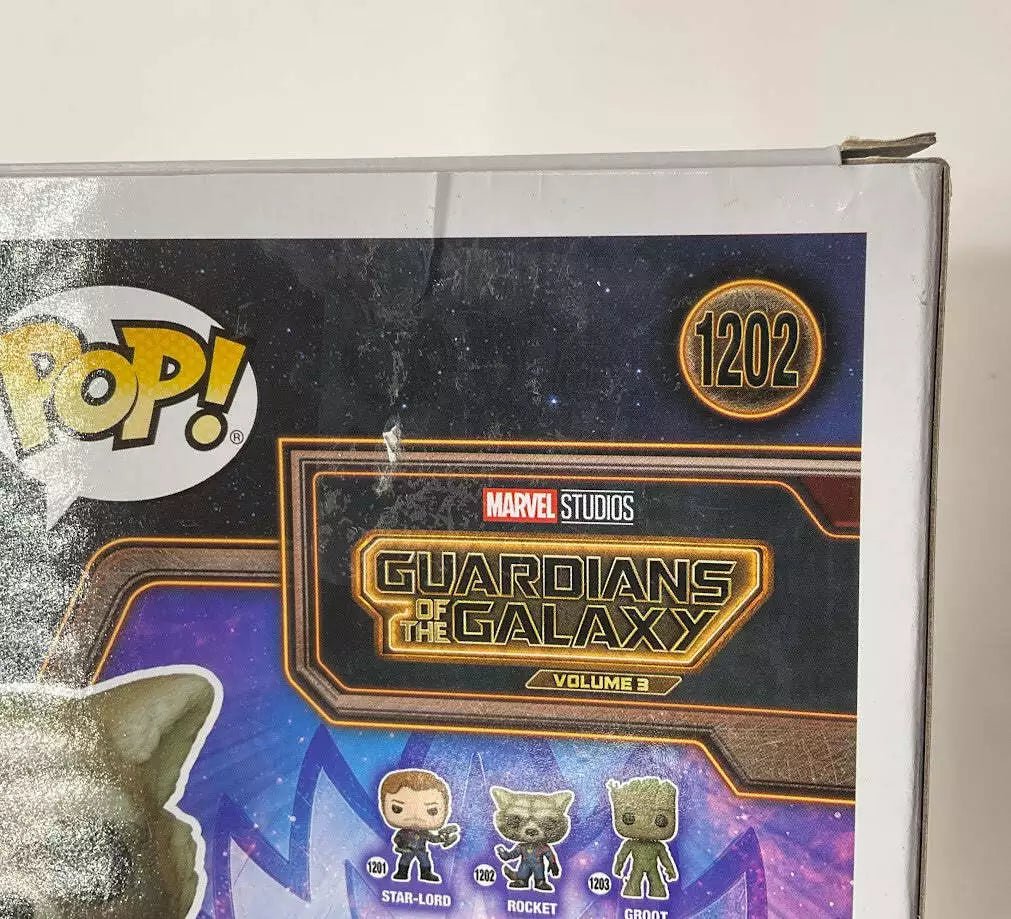 POP!®
1202
MARVEL STUDIOS
GUARDIANS
OF THE GALAXY
VOLUME 3
1201
STAR-LORD
1202
ROCKET
1203
GROOT